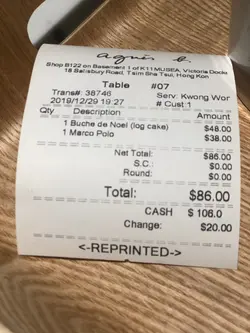 agnès b.
Shop B122 on Basement 1 of K11 MUSEA, Victoria Docks
18 Salisbury Road, Tsim Sha Tsui, Hong Kon
Table #07
Trans#: 38746 Serv: Kwong Wor
2019/12/29 19:27 # Cust 1
Qty Description Amount
1 Buche de Noel (log cake) $48.00
1 Marco Polo $38.00
Net Total: $86.00
S.C.: $0.00
Round: $0.00
Total: $86.00
CASH $ 106.0
Change: $20.00
<-REPRINTED->